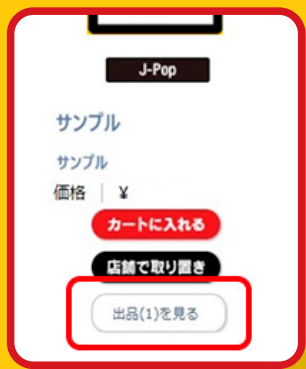 J-Pop
サンプル
サンプル
価格 | ¥
カートに入れる
店舗で取り置き
出品(1)を見る